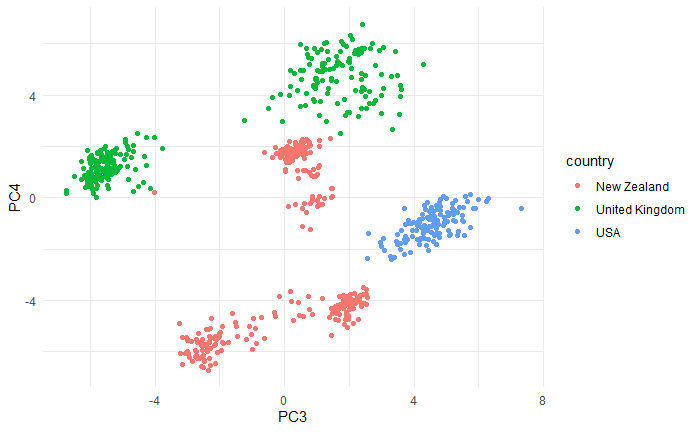 PC4
4
0
-4
-4
0
4
8
PC3
country
New Zealand
United Kingdom
USA